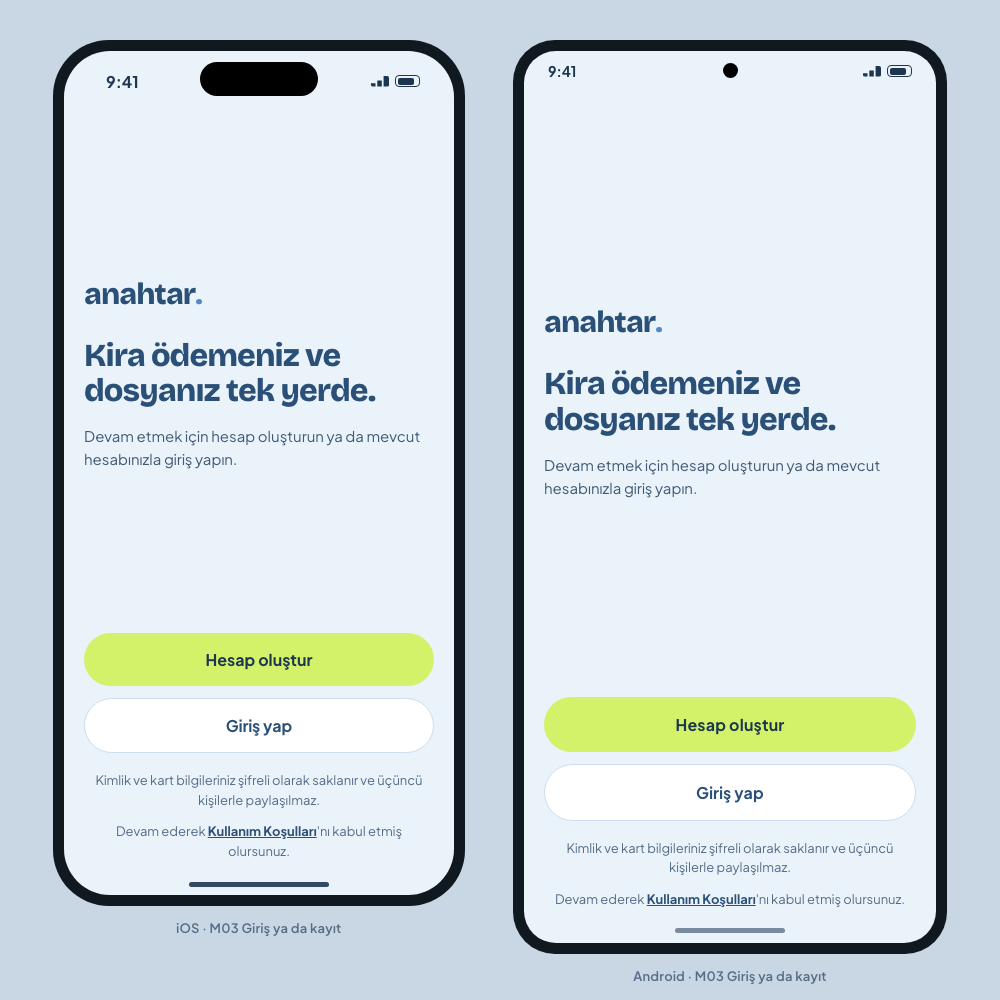 9:41
anahtar.
Kira ödemeniz ve
dosyanız tek yerde.
Devam etmek için hesap oluşturun ya da mevcut
hesabınızla giriş yapın.
Hesap oluştur
Giriş yap
Kimlik ve kart bilgileriniz şifreli olarak saklanır ve üçüncü
kişilerle paylaşılmaz.
Devam ederek Kullanım Koşulları'nı kabul etmiş
olursunuz.
iOS · M03 Giriş ya da kayıt
9:41
anahtar.
Kira ödemeniz ve
dosyanız tek yerde.
Devam etmek için hesap oluşturun ya da mevcut
hesabınızla giriş yapın.
Hesap oluştur
Giriş yap
Kimlik ve kart bilgileriniz şifreli olarak saklanır ve üçüncü
kişilerle paylaşılmaz.
Devam ederek Kullanım Koşulları'nı kabul etmiş olursunuz.
Android · M03 Giriş ya da kayıt